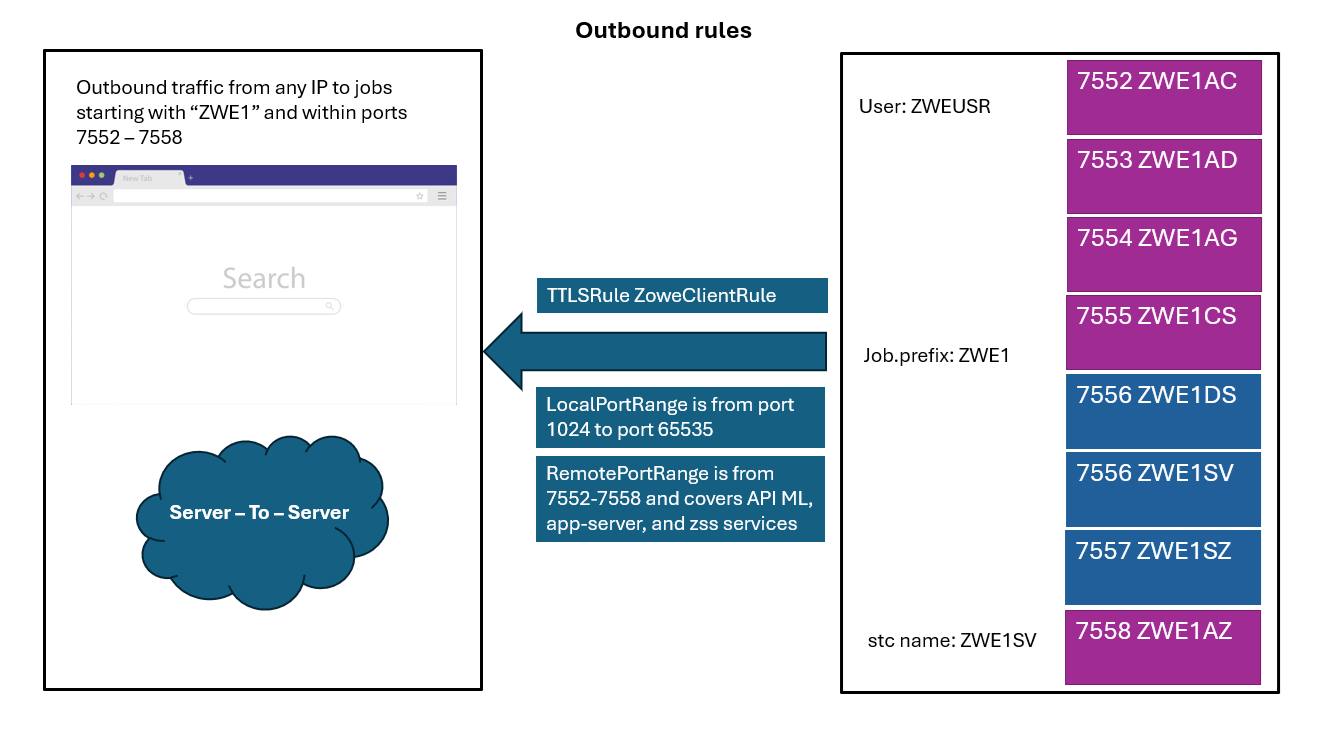 Outbound rules
Outbound traffic from any IP to jobs
starting with “ZWE1” and within ports
7552 – 7558
New Tab
Search
Server – To – Server
TTLSRule ZoweClientRule
LocalPortRange is from port
1024 to port 65535
RemotePortRange is from
7552-7558 and covers API ML,
app-server, and zss services
User: ZWEUSR
Job.prefix: ZWE1
stc name: ZWE1SV
7552 ZWE1AC
7553 ZWE1AD
7554 ZWE1AG
7555 ZWE1CS
7556 ZWE1DS
7556 ZWE1SV
7557 ZWE1SZ
7558 ZWE1AZ